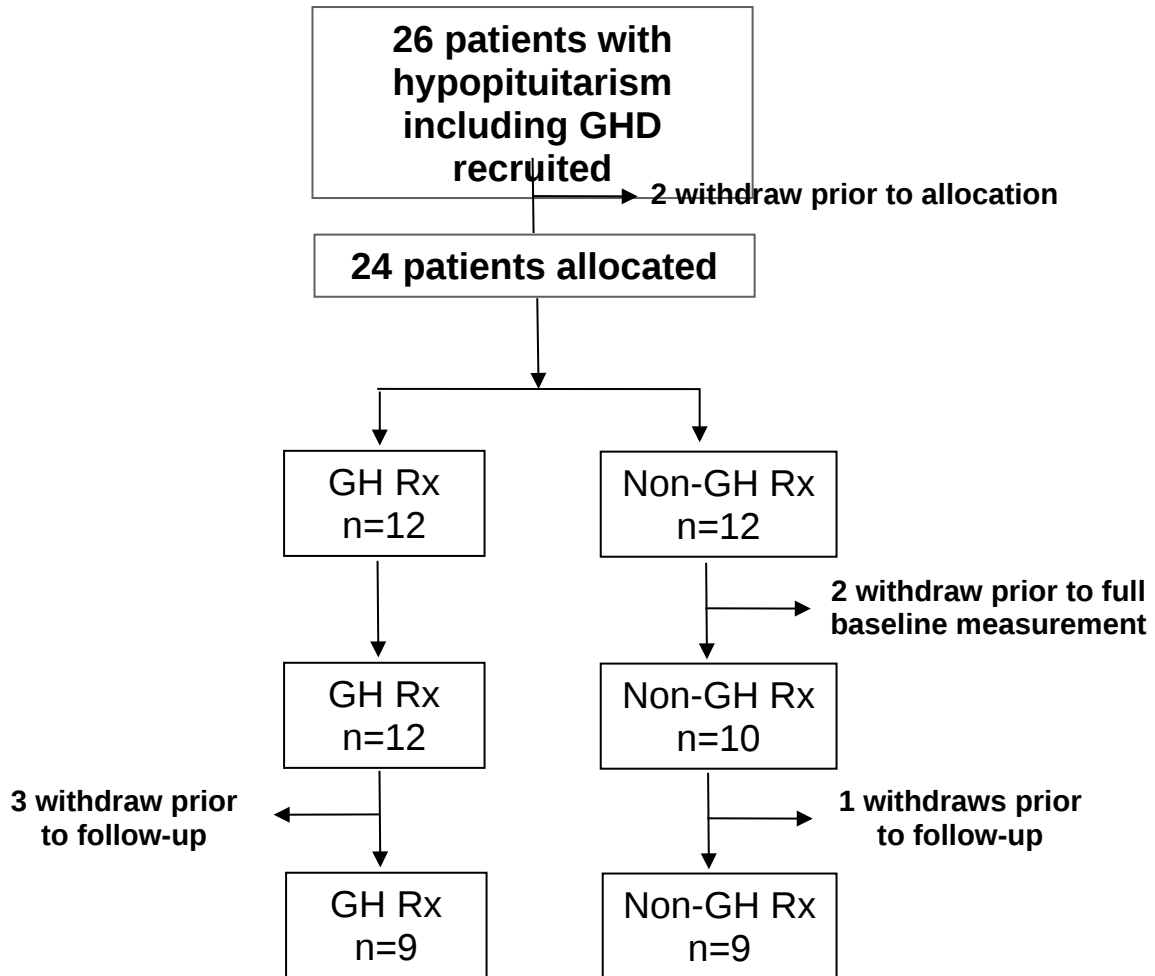 26 patients with
hypopituitarism
including GHD
recruited
2 withdraw prior to allocation
24 patients allocated
GH Rx
n=12
Non-GH Rx
n=12
2 withdraw prior to full
baseline measurement
GH Rx
n=12
Non-GH Rx
n=10
3 withdraw prior
to follow-up
1 withdraws prior
to follow-up
GH Rx
n=9
Non-GH Rx
n=9